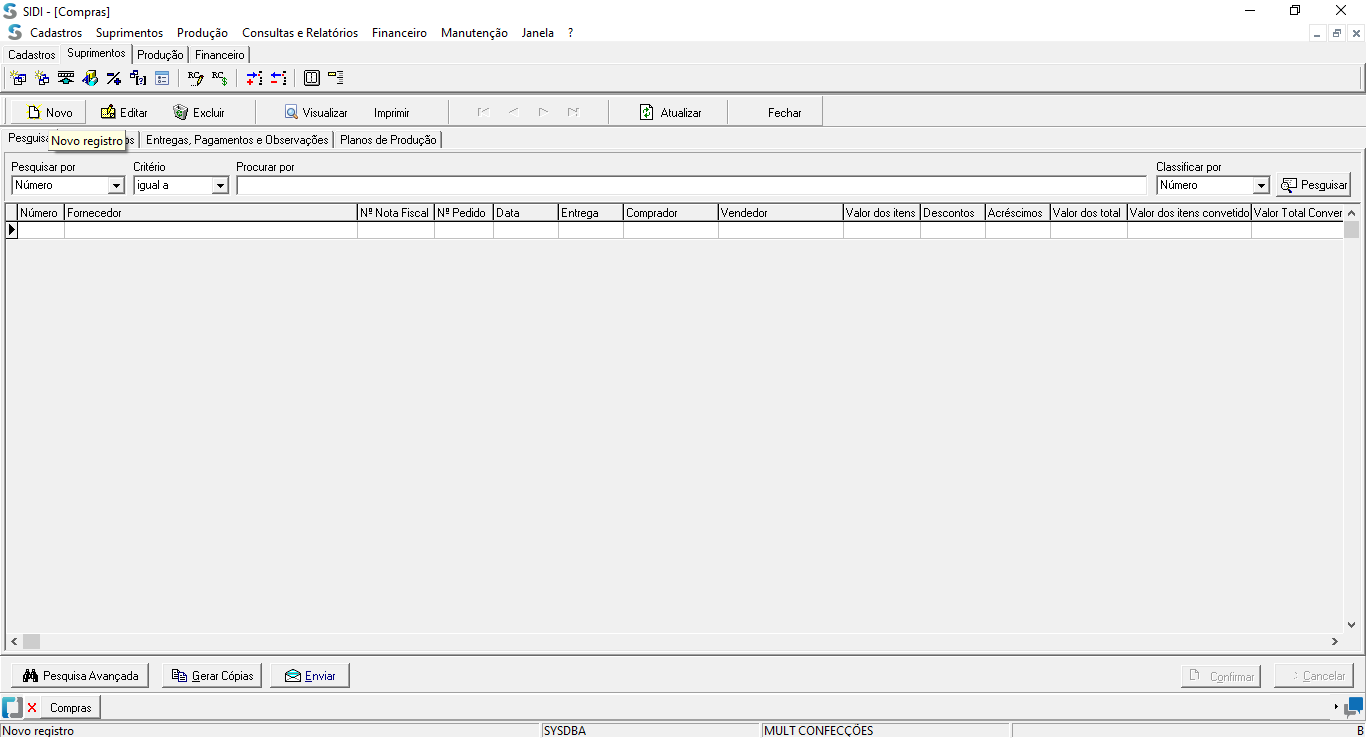 SIDI - [Compras]
Cadastros Suprimentos Produção Consultas e Relatórios Financeiro Manutenção Janela ?
Cadastros Suprimentos Produção Financeiro
Novo Editar Excluir Visualizar Imprimir Atualizar Fechar
Pesquisa Novo registro os Entregas, Pagamentos e Observações Planos de Produção
Pesquisar por Critério Procurar por Classificar por
Número igual a Número Pesquisar
Número Fornecedor Nº Nota Fiscal Nº Pedido Data Entrega Comprador Vendedor Valor dos itens Descontos Acréscimos Valor dos total Valor dos itens convetido Valor Total Conver
Pesquisa Avançada Gerar Cópias Enviar Confirmar Cancelar
Compras
Novo registro SYSDBA MULT CONFECÇÕES B